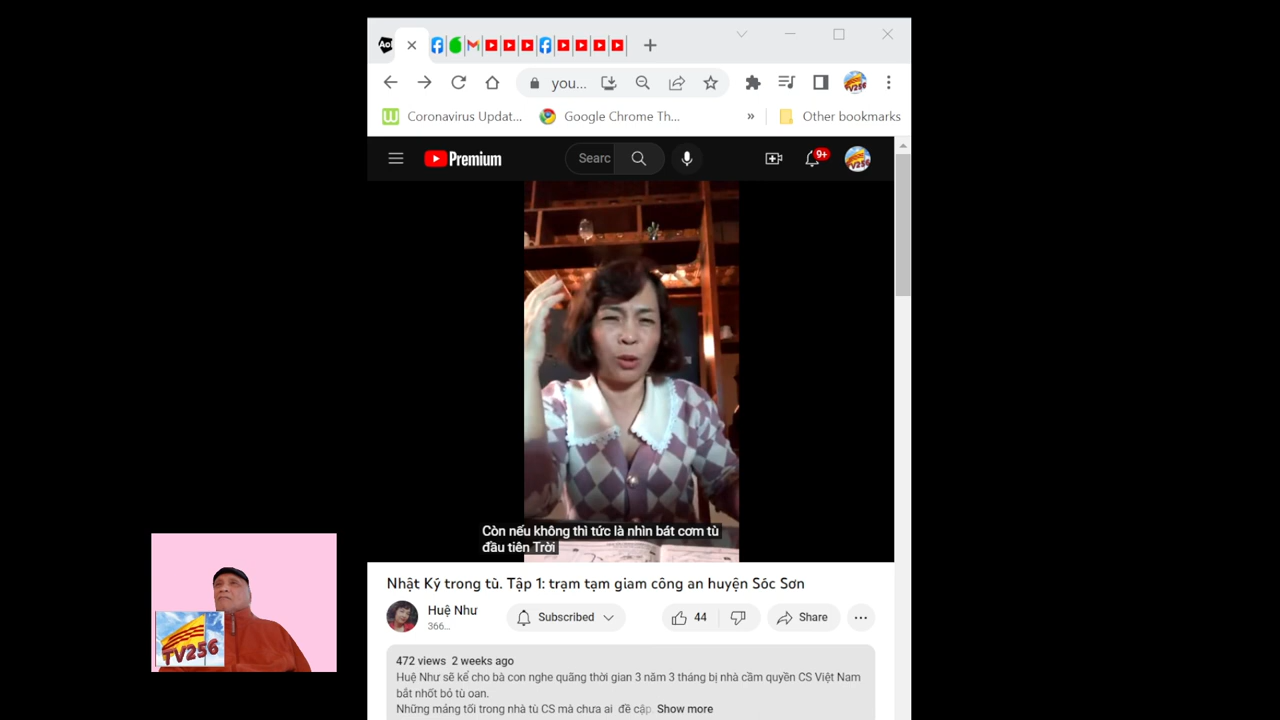 Ao
you...
Coronavirus Updat...
Google Chrome Th...
»
Other bookmarks
Premium
Searc
9+
TV256
Còn nếu không thì tức là nhìn bát cơm tù
đầu tiên Trời
Nhật Ký trong tù. Tập 1: trạm tạm giam công an huyện Sóc Sơn
Huệ Như
366...
Subscribed
44
Share
472 views 2 weeks ago
Huệ Như sẽ kể cho bà con nghe quãng thời gian 3 năm 3 tháng bị nhà cầm quyền CS Việt Nam
bắt nhốt bỏ tù oan.
Những mảng tối trong nhà tù CS mà chưa ai đề cập Show more
TV256